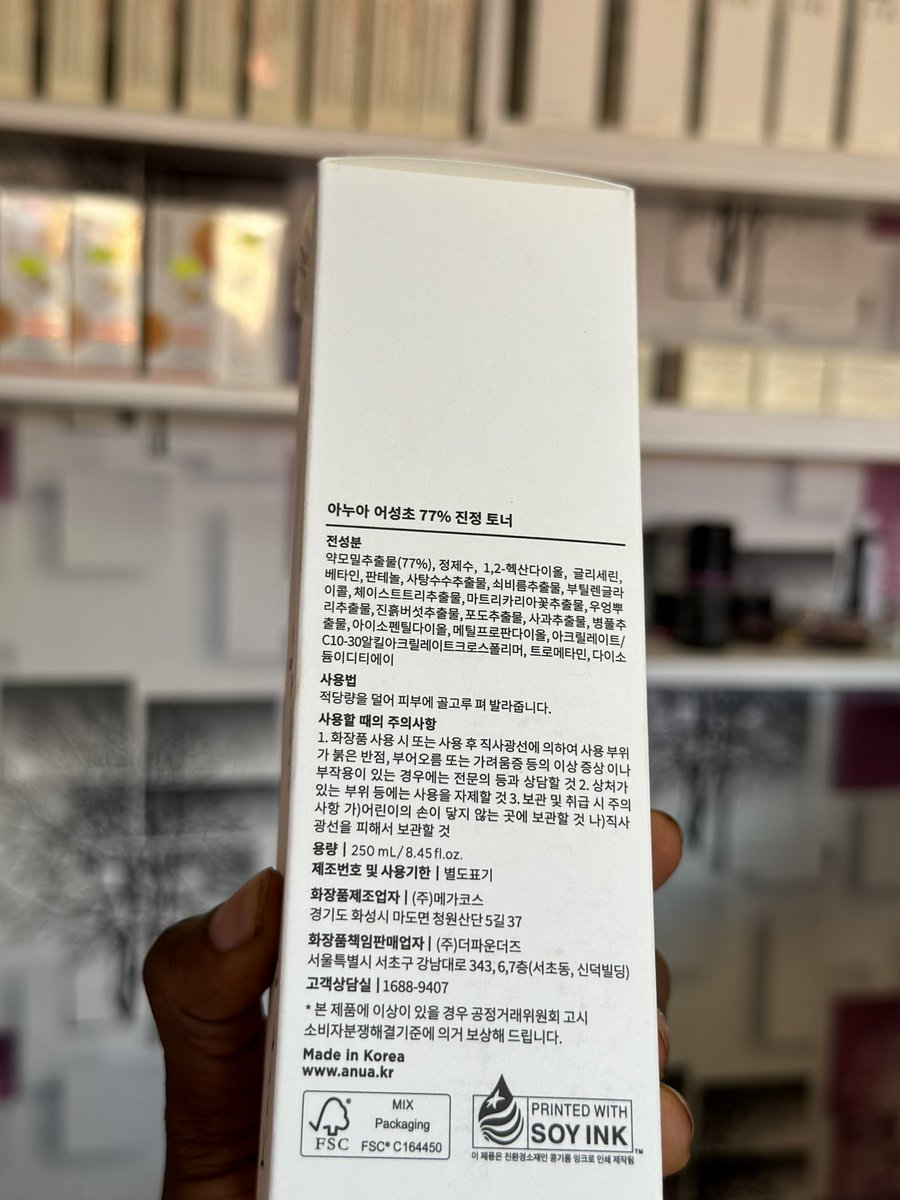 아누아 어성초 77% 진정 토너
전성분
약모밀추출물(77%), 정제수, 1,2-헥산다이올, 글리세린,
베타인, 판테놀, 사탕수수추출물, 쇠비름추출물, 부틸렌글라
이콜, 체이스트트리추출물, 마트리카리아꽃추출물, 우엉뿌
리추출물,진흙버섯추출물, 포도추출물, 사과추출물, 병풀추
출물, 아이소펜틸다이올, 메틸프로판다이올, 아크릴레이트/
C10-30알킬아크릴레이트크로스폴리머, 트로메타민, 다이소
듐이디티에이
사용법
적당량을 덜어 피부에 골고루 펴 발라줍니다.
사용할 때의 주의사항
1. 화장품 사용 시 또는 사용 후 직사광선에 의하여 사용 부위
가 붉은 반점, 부어오름 또는 가려움증 등의 이상 증상 이나
부작용이 있는 경우에는 전문의 등과 상담할 것 2. 상처가
있는 부위 등에는 사용을 자제할 것 3. 보관 및 취급 시 주의
사항 가)어린이의 손이 닿지 않는 곳에 보관할 것 나)직사
광선을 피해서 보관할 것
용량 | 250 mL/ 8.45 fl.oz.
제조번호 및 사용기한 | 별도표기
화장품제조업자 | (주)메가코스
경기도 화성시 마도면 청원산단 5길 37
화장품책임판매업자 | (주)더파운더즈
서울특별시 서초구 강남대로 343, 6,7층(서초동, 신덕빌딩)
고객상담실 | 1688-9407
* 본 제품에 이상이 있을 경우 공정거래위원회 고시
소비자분쟁해결기준에 의거 보상해 드립니다.
Made in Korea
www.anua.kr
FSC
MIX
Packaging
FSC® C164450
PRINTED WITH
SOY INK™
이 제품은 친환경소재인 콩기름 잉크로 인쇄 제작됨